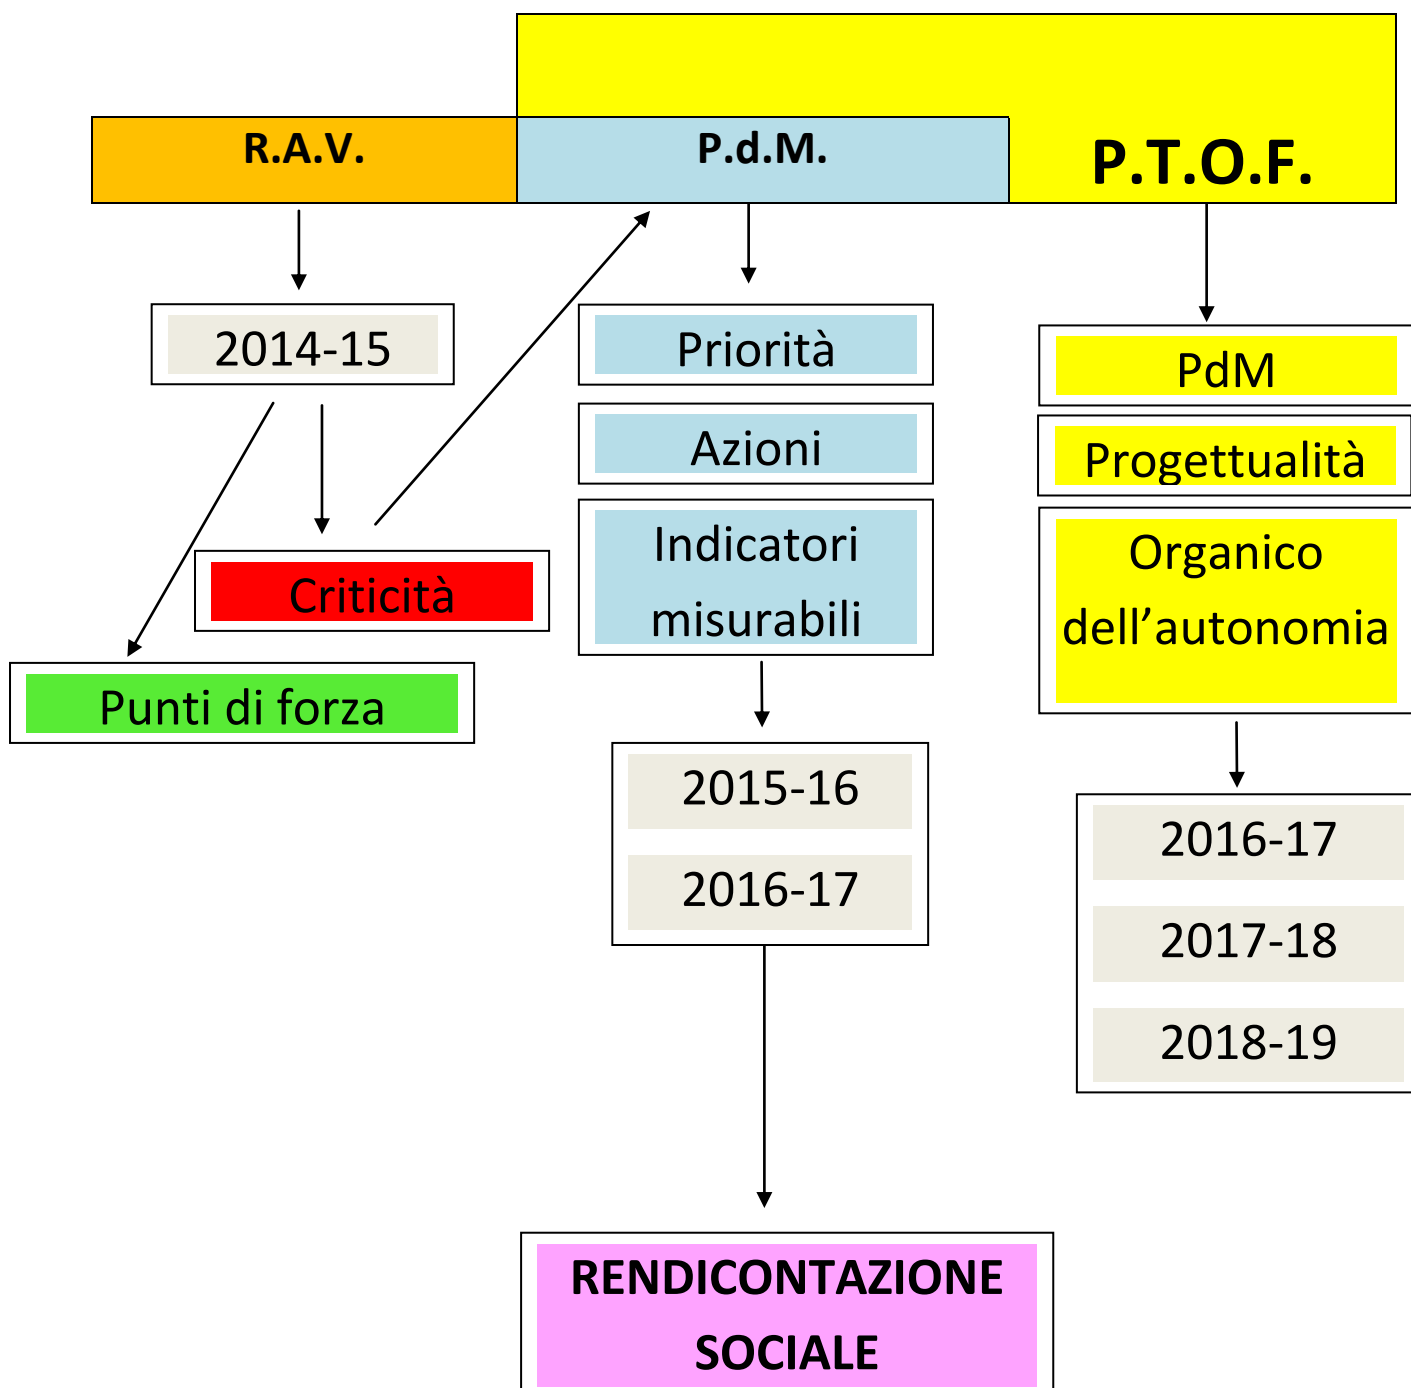 R.A.V.
P.d.M.
P.T.O.F.
2014-15
Criticità
Punti di forza
Priorità
Azioni
Indicatori
misurabili
2015-16
2016-17
RENDICONTAZIONE
SOCIALE
PdM
Progettualità
Organico
dell’autonomia
2016-17
2017-18
2018-19